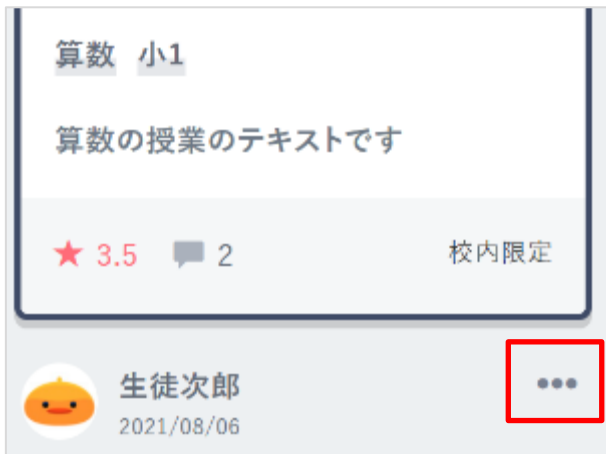 算数 小1
算数の授業のテキストです
★ 3.5 2 校内限定
生徒次郎
2021/08/06